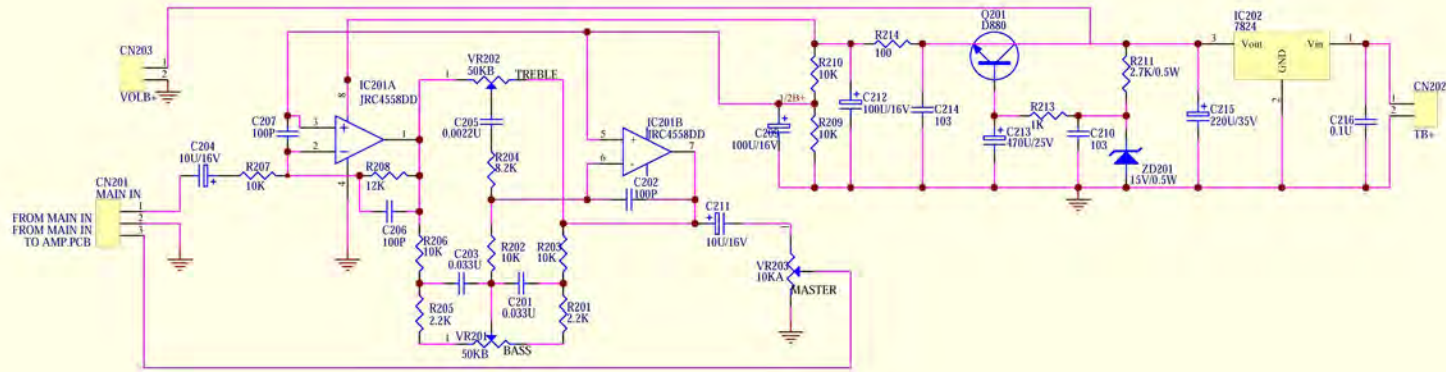 CN203
1
2
VOLB+
CN201
MAIN IN
FROM MAIN IN
FROM MAIN IN
TO AMP.PCB
1
2
3
C204
10U/16V
R207
10K
C207
100P
8
3
2
1
4
IC201A
JRC4558DD
R208
12K
C206
100P
R206
10K
R205
2.2K
VR202
50KB
TREBLE
1
C205
0.0022U
R204
8.2K
C203
0.033U
R202
10K
R203
10K
C201
0.033U
R201
2.2K
VR201
50KB
BASS
1
IC201B
JRC4558DD
5
6
7
C202
100P
C211
10U/16V
1
VR203
10KA
MASTER
1/2B+
100U/16V
R210
10K
R209
10K
C212
100U/16V
R214
100
C214
103
Q201
D880
R213
1K
C213
470U/25V
C210
103
R211
2.7K/0.5W
ZD201
15V/0.5W
C215
220U/35V
IC202
7824
3
Vout
Vin
GND
1
2
C216
0.1U
CN202
1
2
TB+